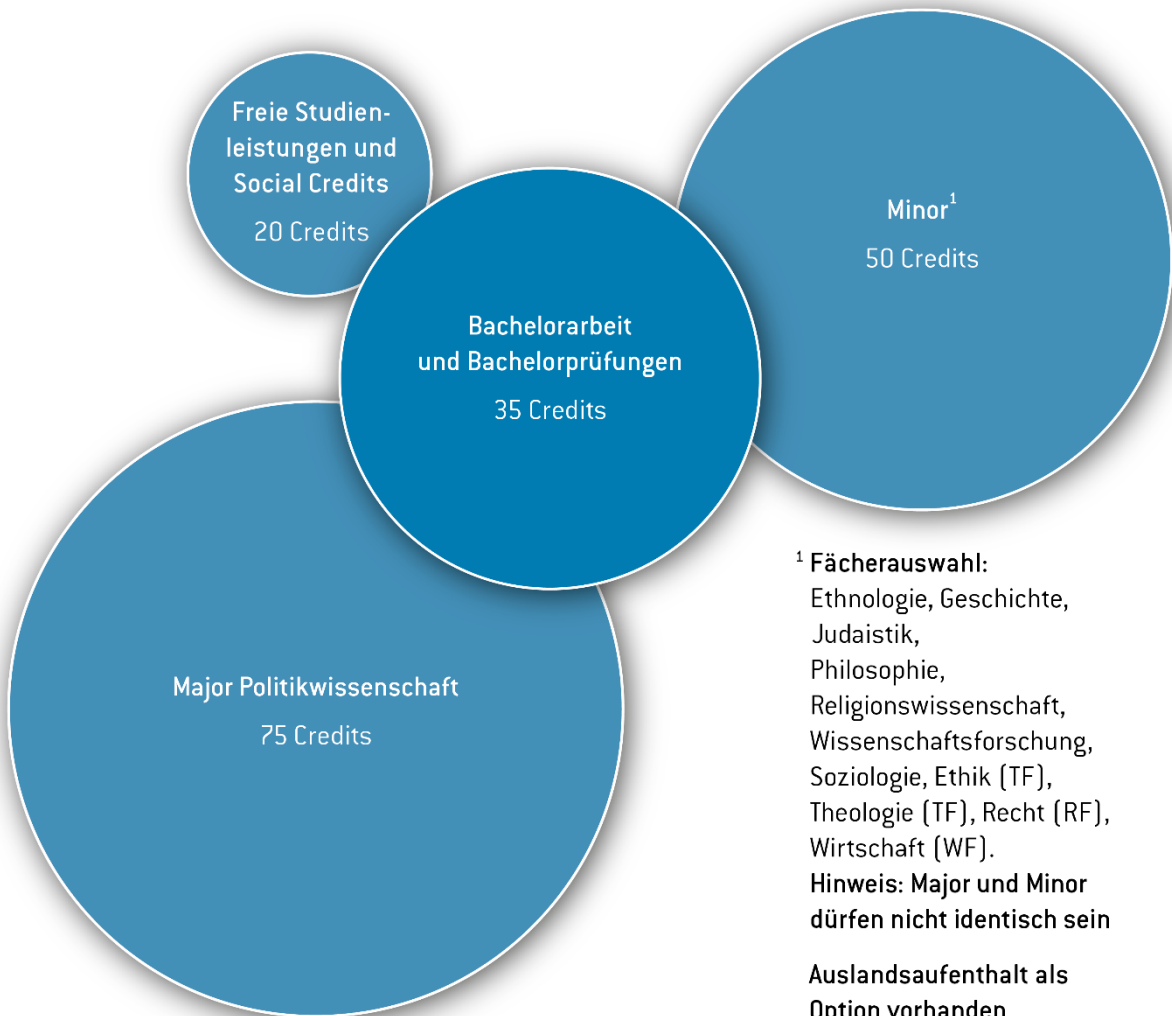 Freie Studien-
leistungen und
Social Credits
20 Credits
Minor¹
50 Credits
Bachelorarbeit
und Bachelorprüfungen
35 Credits
Major Politikwissenschaft
75 Credits
¹ Fächerauswahl:
Ethnologie, Geschichte,
Judaistik,
Philosophie,
Religionswissenschaft,
Wissenschaftsforschung,
Soziologie, Ethik (TF),
Theologie (TF), Recht (RF),
Wirtschaft (WF).
Hinweis: Major und Minor
dürfen nicht identisch sein
Auslandsaufenthalt als
Option vorhanden